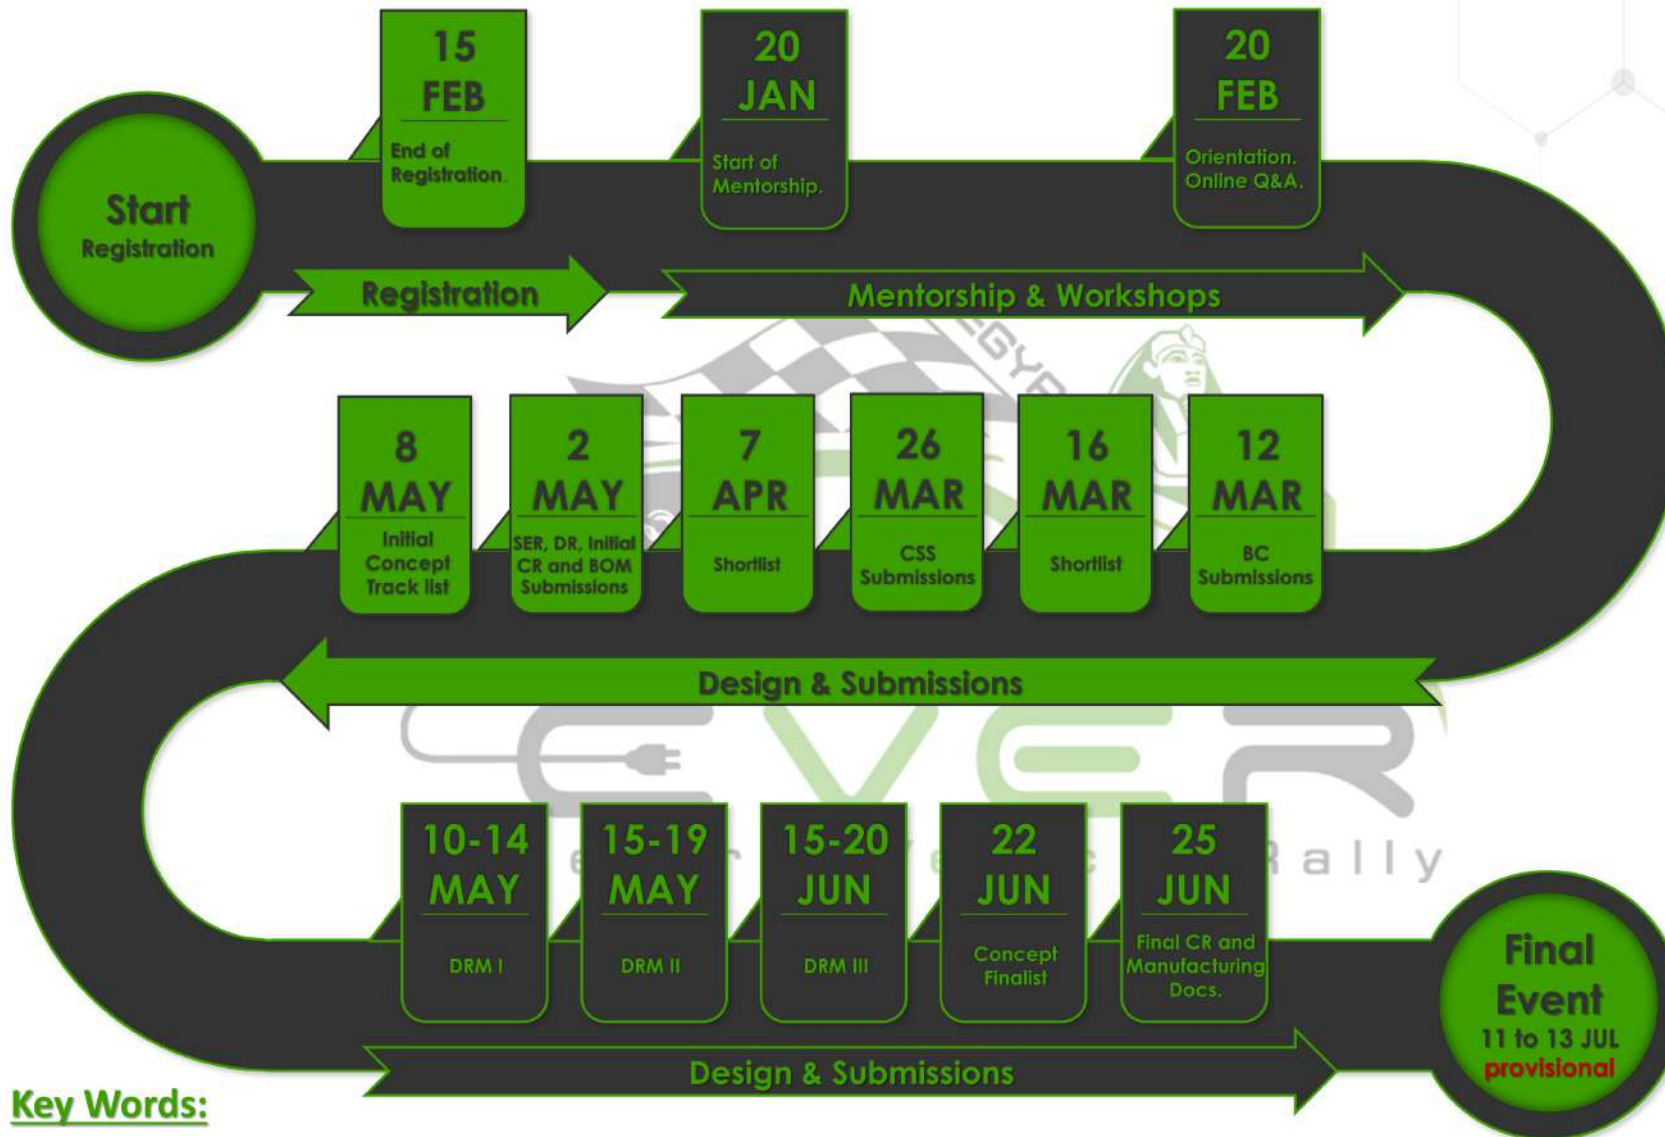 Start
Registration
15
FEB
End of
Registration.
20
JAN
Start of
Mentorship.
20
FEB
Orientation.
Online Q&A.
Registration
Mentorship & Workshops
12
MAR
BC
Submissions
16
MAR
Shortlist
26
MAR
CSS
Submissions
7
APR
Shortlist
2
MAY
SER, DR, Initial
CR and BOM
Submissions
8
MAY
Initial
Concept
Track list
Design & Submissions
EVER
Rally
10-14
MAY
DRM I
15-19
MAY
DRM II
15-20
JUN
DRM III
22
JUN
Concept
Finalist
25
JUN
Final CR and
Manufacturing
Docs.
Design & Submissions
Final
Event
11 to 13 JUL
provisional
Key Words: